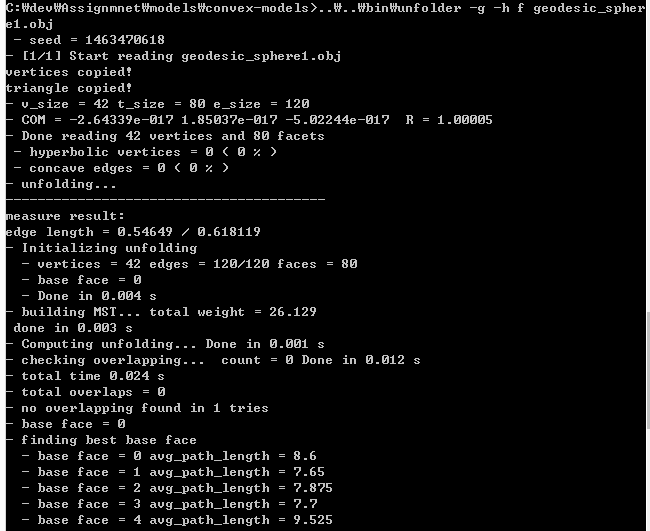 C:₩dev₩Assignmnet₩models₩convex-models>..₩..₩bin₩unfolder -g -h f geodesic_spher
e1.obj
 - seed = 1463470618
- [1/1] Start reading geodesic_sphere1.obj
vertices copied!
triangle copied!
- v_size = 42 t_size = 80 e_size = 120
- COM = -2.64339e-017 1.85037e-017 -5.02244e-017  R = 1.00005
- Done reading 42 vertices and 80 facets
 - hyperbolic vertices = 0 ( 0 % )
 - concave edges = 0 ( 0 % )
- unfolding...
----------------------------------------
measure result:
edge length = 0.54649 / 0.618119
- Initializing unfolding
  - vertices = 42 edges = 120/120 faces = 80
  - base face = 0
  - Done in 0.004 s
- building MST... total weight = 26.129
 done in 0.003 s
- Computing unfolding... Done in 0.001 s
- checking overlapping...  count = 0 Done in 0.012 s
- total time 0.024 s
- total overlaps = 0
- no overlapping found in 1 tries
- base face = 0
- finding best base face
  - base face = 0 avg_path_length = 8.6
  - base face = 1 avg_path_length = 7.65
  - base face = 2 avg_path_length = 7.875
  - base face = 3 avg_path_length = 7.7
  - base face = 4 avg_path_length = 9.525